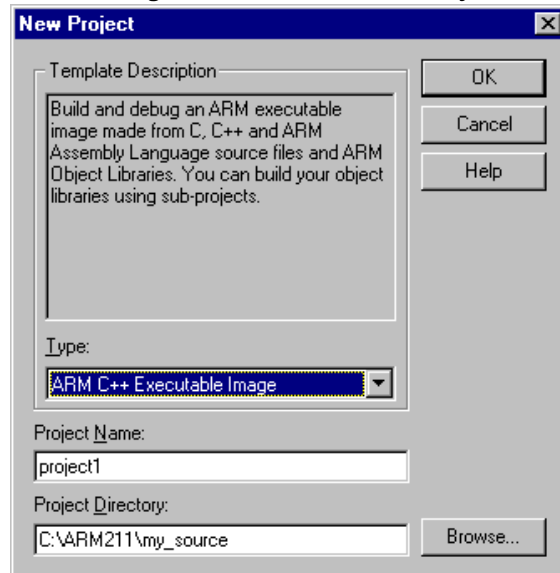 New Project
Template Description
Build and debug an ARM executable
image made from C, C++ and ARM
Assembly Language source files and ARM
Object Libraries. You can build your object
libraries using sub-projects.
Type:
ARM C++ Executable Image
Project Name:
project1
Project Directory:
C:\ARM211\my_source
OK
Cancel
Help
Browse...